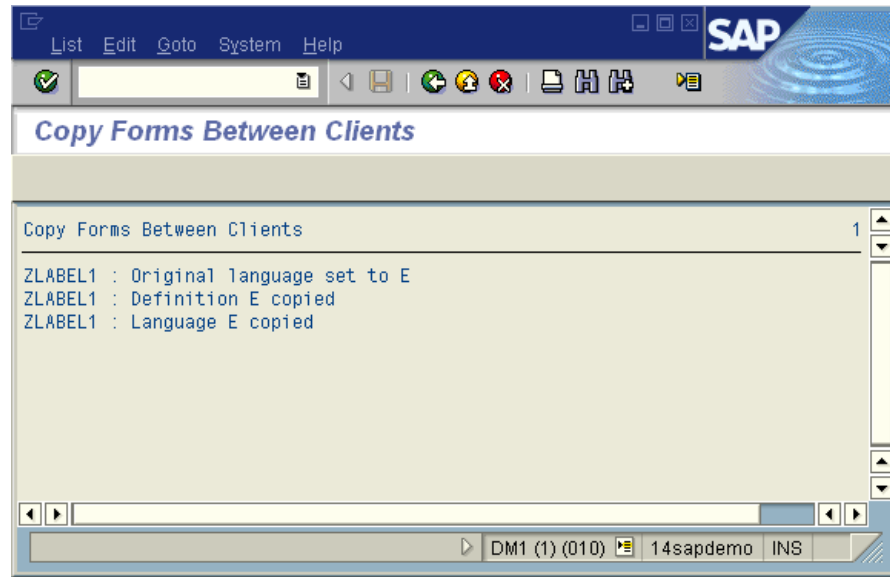 List Edit Goto System Help
SAP
Copy Forms Between Clients
Copy Forms Between Clients 1
ZLABEL1 : Original language set to E
ZLABEL1 : Definition E copied
ZLABEL1 : Language E copied
DM1 (1) (010) 14sapdemo INS